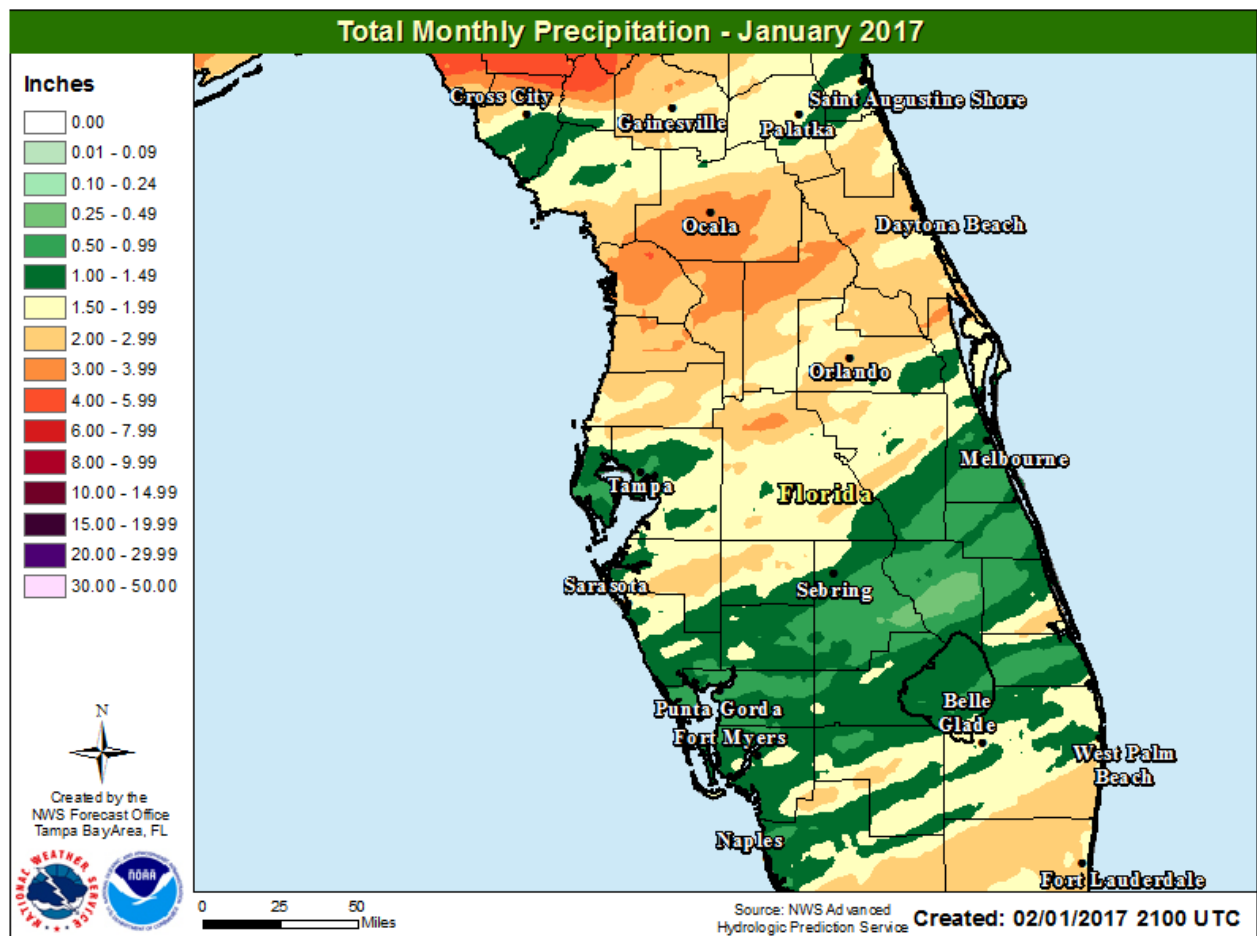 Total Monthly Precipitation - January 2017
Inches
0.00
0.01 - 0.09
0.10 - 0.24
0.25 - 0.49
0.50 - 0.99
1.00 - 1.49
1.50 - 1.99
2.00 - 2.99
3.00 - 3.99
4.00 - 5.99
6.00 - 7.99
8.00 - 9.99
10.00 - 14.99
15.00 - 19.99
20.00 - 29.99
30.00 - 50.00
Cross City
Gainesville
Palatka
Saint Augustine Shore
Ocala
Daytona Beach
Orlando
Melbourne
Tampa
Florida
Sarasota
Sebring
Punta Gorda
Fort Myers
Belle
Glade
West Palm
Beach
Naples
Fort Lauderdale
N
Created by the
NWS Forecast Office
Tampa BayArea, FL
NATIONAL WEATHER SERVICE
NOAA
0 25 50
Miles
Source: NWS Advanced
Hydrologic Prediction Service
Created: 02/01/2017 2100 UTC